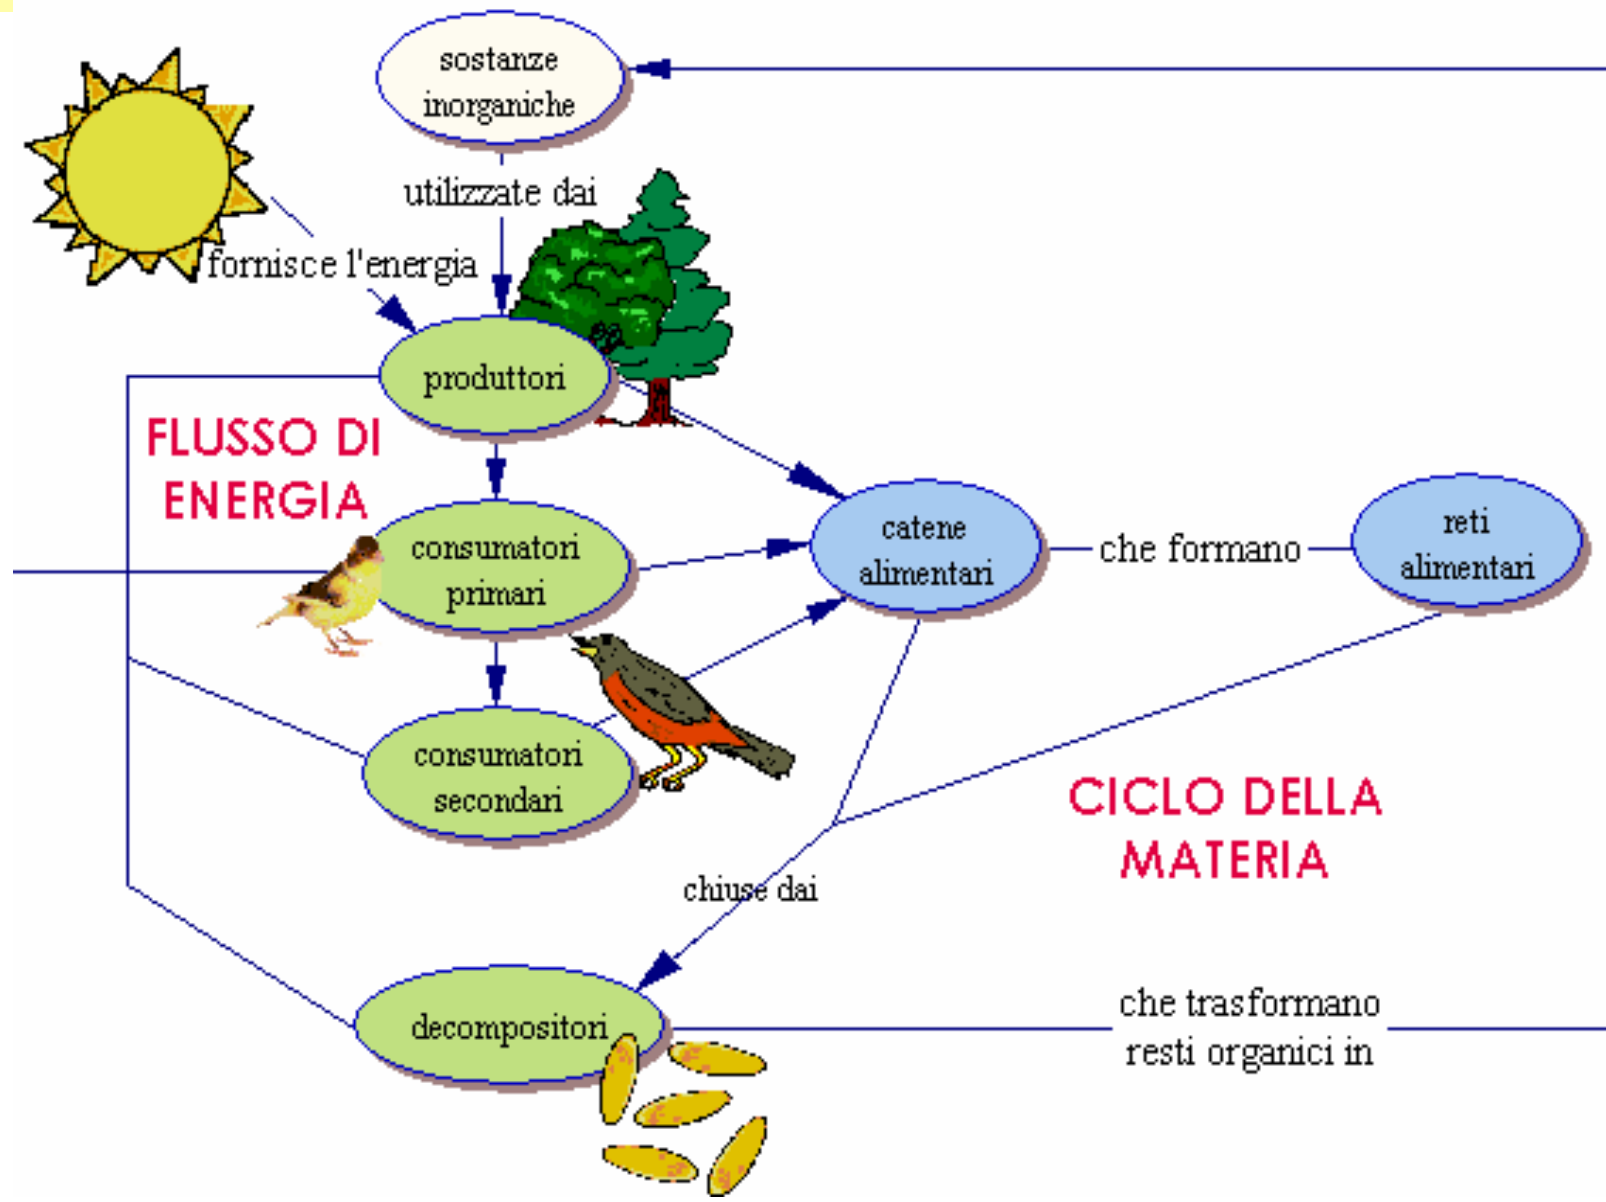 sostanze
inorganiche
utilizzate dai
fornisce l'energia
produttori
FLUSSO DI
ENERGIA
consumatori
primari
catene
alimentari
che formano
reti
alimentari
consumatori
secondari
CICLO DELLA
MATERIA
chiuse dai
decompositori
che trasformano
resti organici in